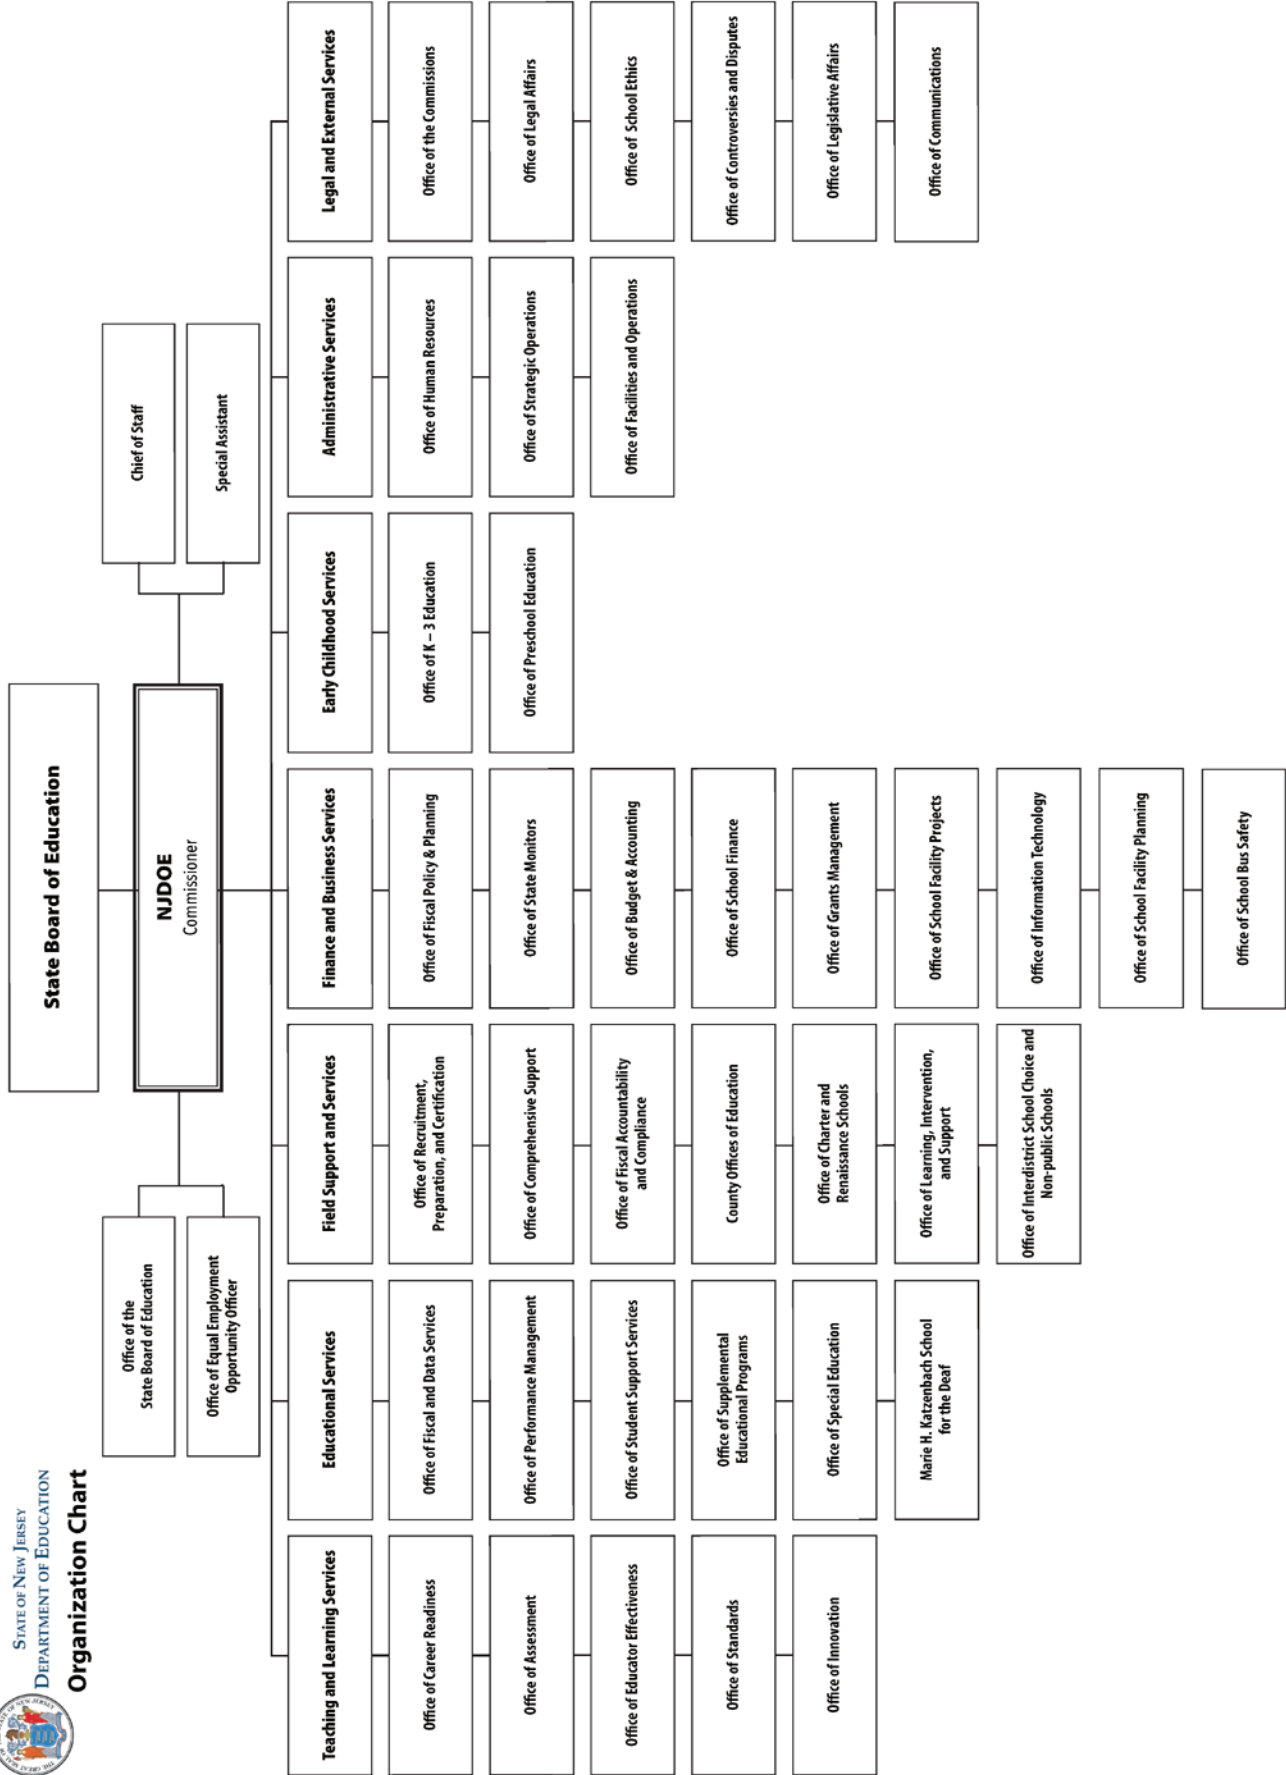 STATE OF NEW JERSEY
DEPARTMENT OF EDUCATION
Organization Chart
State Board of Education
NJDOE
Commissioner
Office of the
State Board of Education
Office of Equal Employment
Opportunity Officer
Chief of Staff
Special Assistant
Teaching and Learning Services
Office of Career Readiness
Office of Assessment
Office of Educator Effectiveness
Office of Standards
Office of Innovation
Educational Services
Office of Fiscal and Data Services
Office of Performance Management
Office of Student Support Services
Office of Supplemental
Educational Programs
Office of Special Education
Marie H. Katzenbach School
for the Deaf
Field Support and Services
Office of Recruitment,
Preparation, and Certification
Office of Comprehensive Support
Office of Fiscal Accountability
and Compliance
County Offices of Education
Office of Charter and
Renaissance Schools
Office of Learning, Intervention,
and Support
Office of Interdistrict School Choice and
Non-public Schools
Finance and Business Services
Office of Fiscal Policy & Planning
Office of State Monitors
Office of Budget & Accounting
Office of School Finance
Office of Grants Management
Office of School Facility Projects
Office of Information Technology
Office of School Facility Planning
Office of School Bus Safety
Early Childhood Services
Office of K – 3 Education
Office of Preschool Education
Administrative Services
Office of Human Resources
Office of Strategic Operations
Office of Facilities and Operations
Legal and External Services
Office of the Commissions
Office of Legal Affairs
Office of School Ethics
Office of Controversies and Disputes
Office of Legislative Affairs
Office of Communications